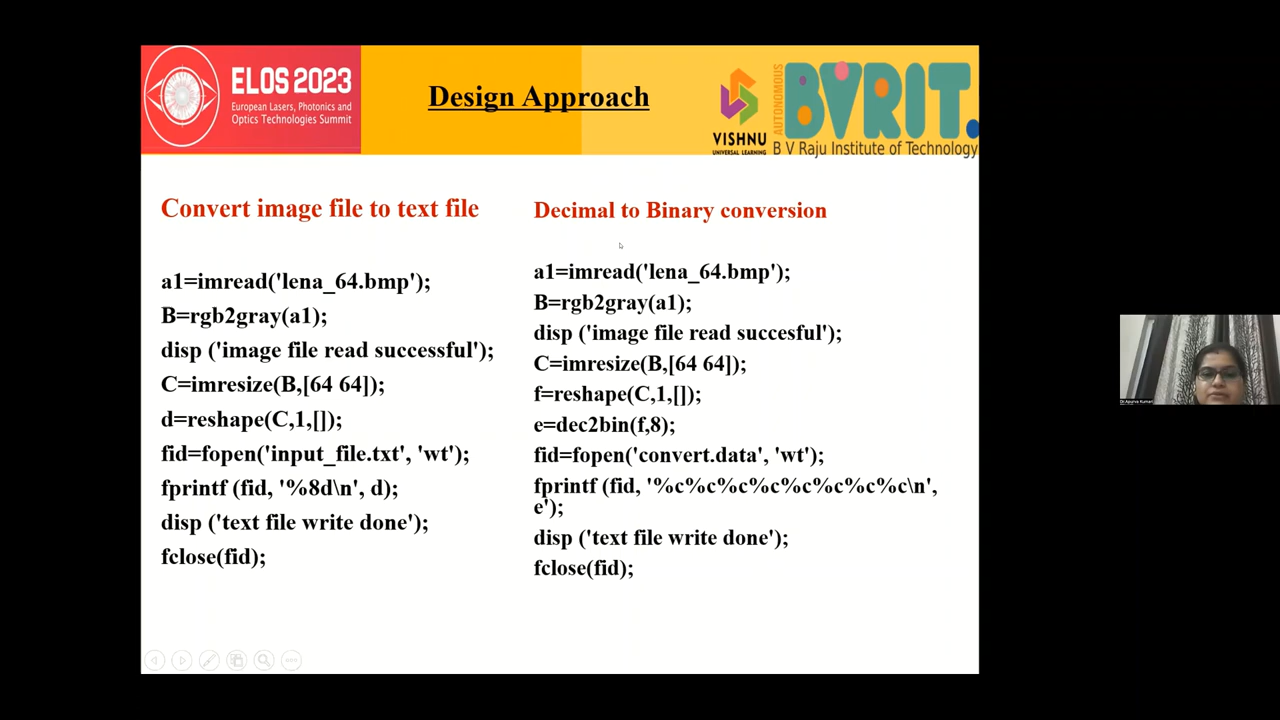 ELOS 2023
European Lasers, Photonics and
Optics Technologies Summit
Design Approach
VISHNU
UNIVERSAL LEARNING
AUTONOMOUS
BVRIT.
B V Raju Institute of Technology
Convert image file to text file
a1=imread('lena_64.bmp');
B=rgb2gray(a1);
disp ('image file read successful');
C=imresize(B,[64 64]);
d=reshape(C,1,[]);
fid=fopen('input_file.txt', 'wt');
fprintf (fid, '%8d\n', d);
disp ('text file write done');
fclose(fid);
Decimal to Binary conversion
a1=imread('lena_64.bmp');
B=rgb2gray(a1);
disp ('image file read succesful');
C=imresize(B,[64 64]);
f=reshape(C,1,[]);
e=dec2bin(f,8);
fid=fopen('convert.data', 'wt');
fprintf (fid, '%c%c%c%c%c%c%c%c\n',
e');
disp ('text file write done');
fclose(fid);
Dr Apurva Kumari